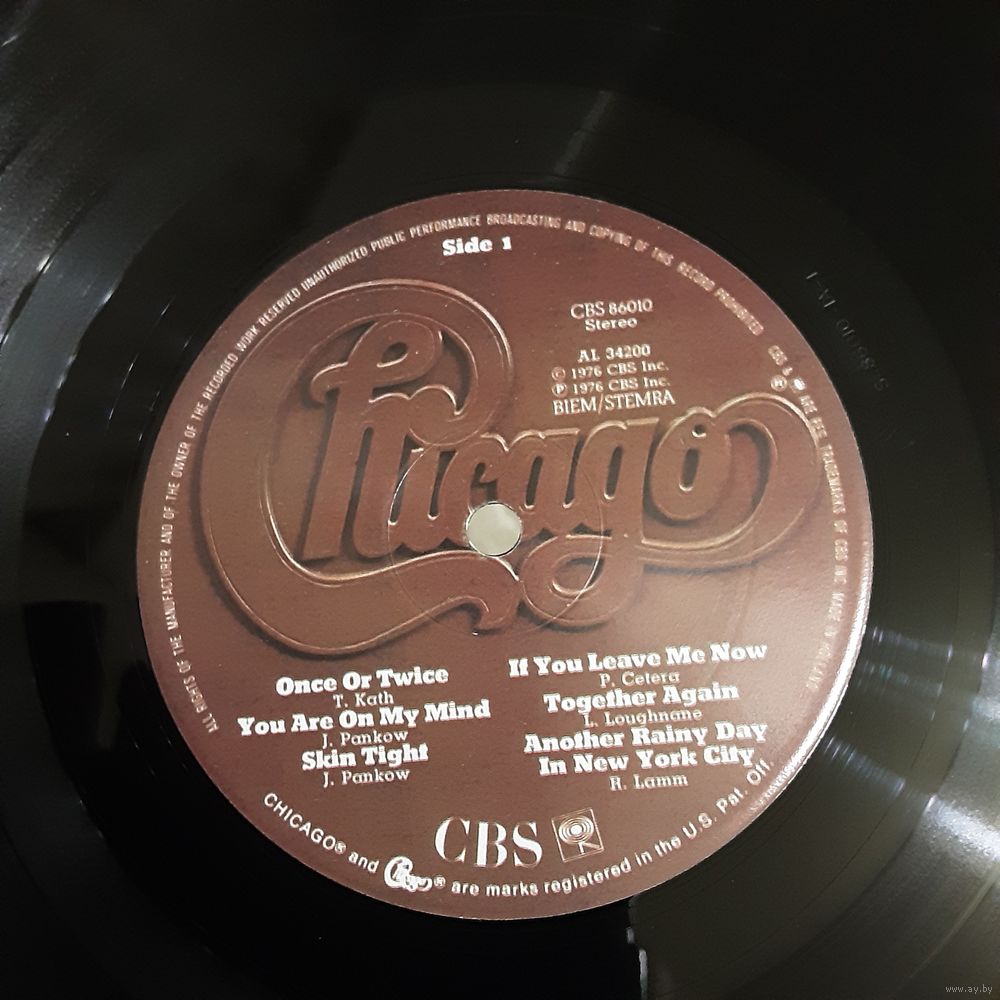 ALL RIGHTS OF THE MANUFACTURER AND OF THE OWNER OF THE RECORDED WORK RESERVED UNAUTHORIZED PUBLIC PERFORMANCE BROADCASTING AND COPYING OF THIS RECORD PROHIBITED
Side 1
CBS 86010
Stereo
AL 34200
© 1976 CBS Inc.
℗ 1976 CBS Inc.
BIEM/STEMRA
Chicago
Once Or Twice
T. Kath
You Are On My Mind
J. Pankow
Skin Tight
J. Pankow
If You Leave Me Now
P. Cetera
Together Again
L. Loughnane
Another Rainy Day
In New York City
R. Lamm
CBS
CHICAGO® and Chicago® are marks registered in the U.S. Pat. Off.
www.ay.by